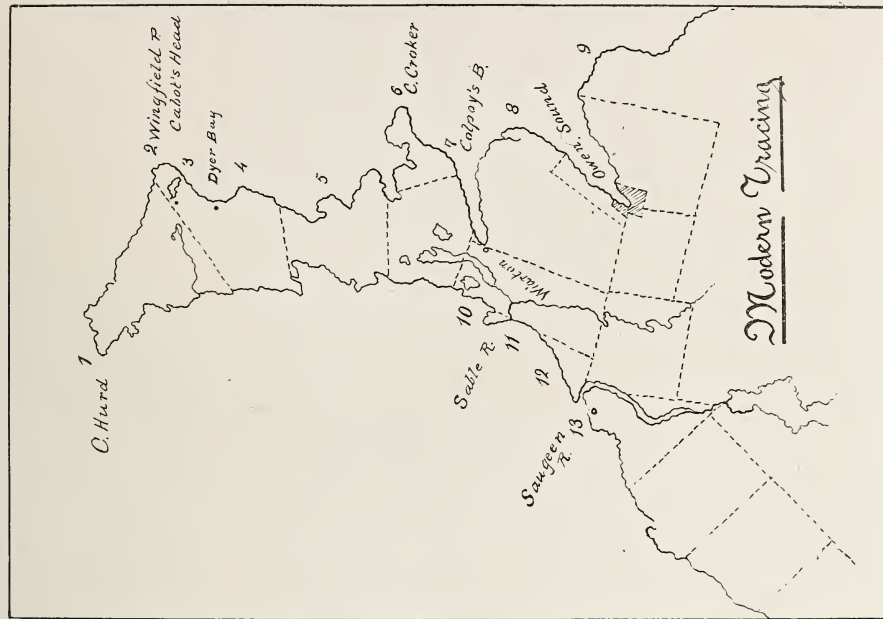 1
C. Hurd
2 Wingfield P.
Cabot's Head
3
Dyer Bay
4
5
6
C. Croker
7
Colpoy's B.
8
Owen Sound
9
Wiarton
10
Sable R.
11
12
13
Saugeen
R.
Modern Tracing